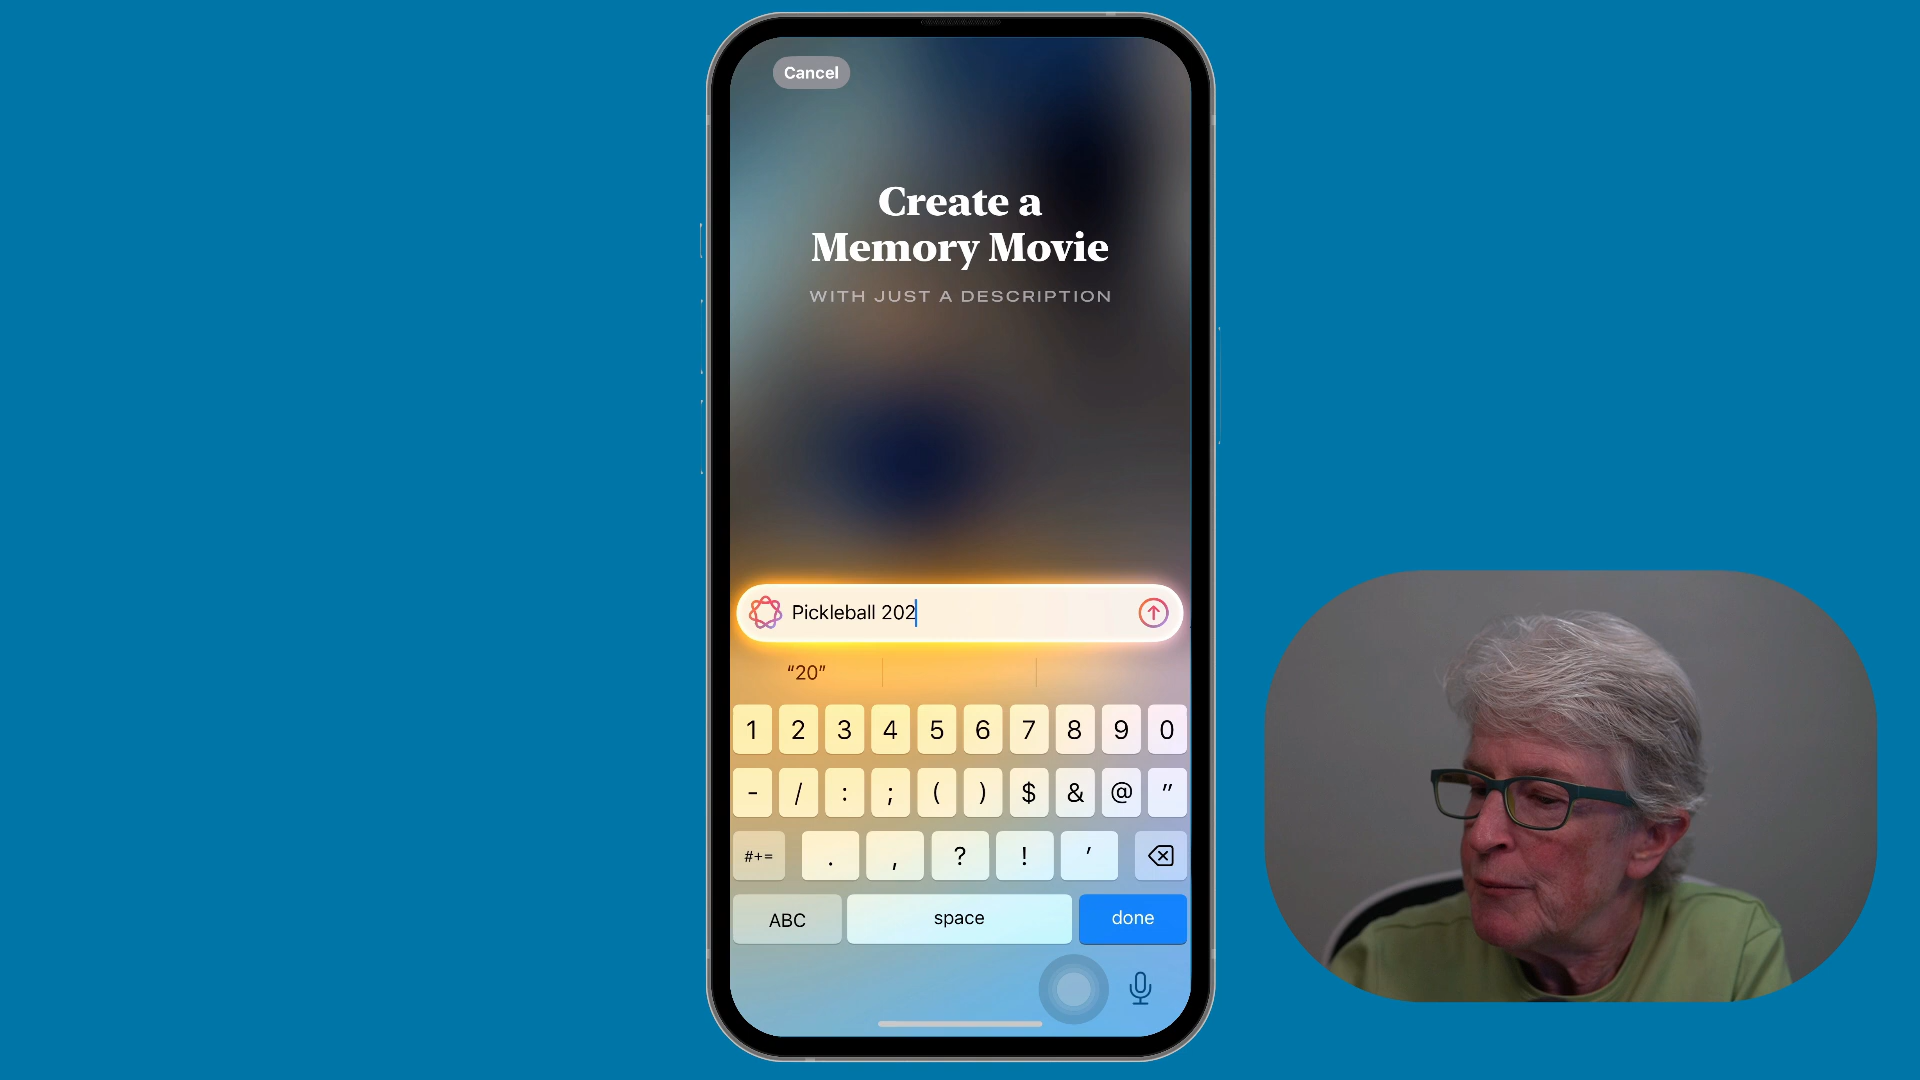 Cancel
Create a
Memory Movie
WITH JUST A DESCRIPTION
Pickleball 202
“20”
1 2 3 4 5 6 7 8 9 0
- / : ; ( ) $ & @ ”
#+= . , ? ! ’
ABC space done